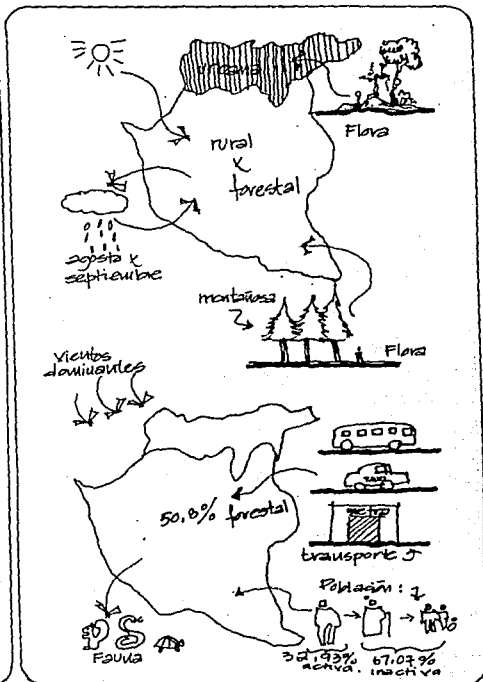 urbana
Flora
rural
y
forestal
agosto y
septiembre
montañosa
Flora
vientos
dominantes
50,8% forestal
TAXI
metro
transporte
Población:
Fauna
32,93%
activa.
67,07%
inactiva